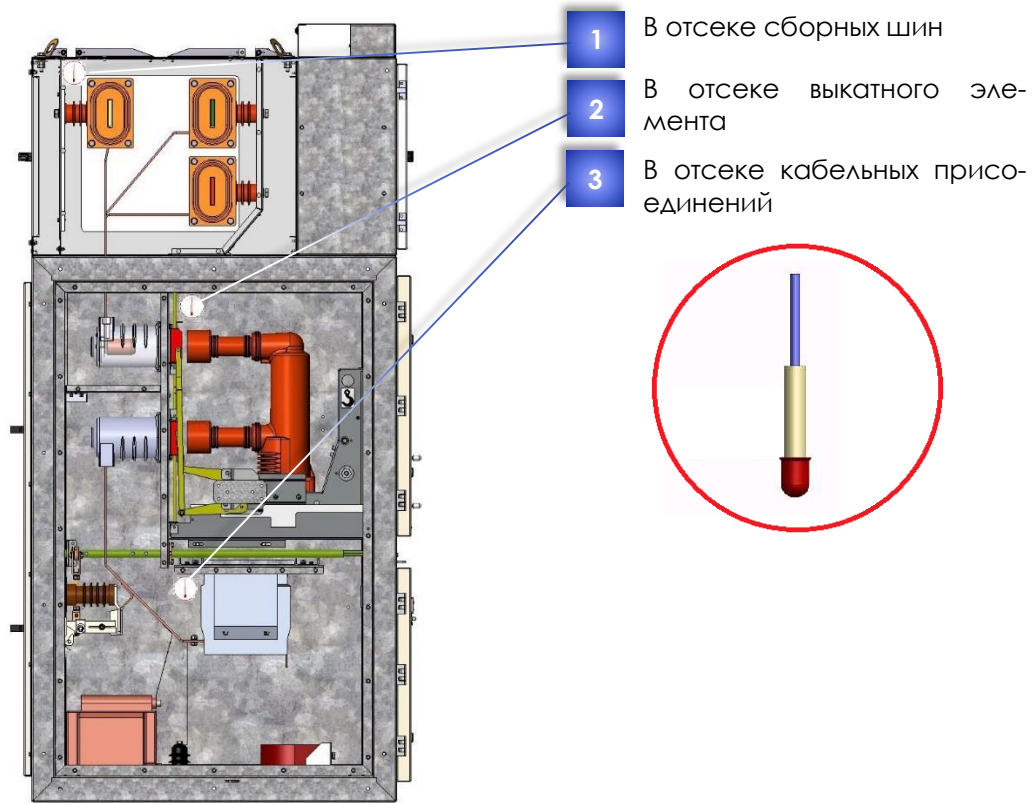 1
В отсеке сборных шин
2
В отсеке выкатного эле-
мента
3
В отсеке кабельных присо-
единений